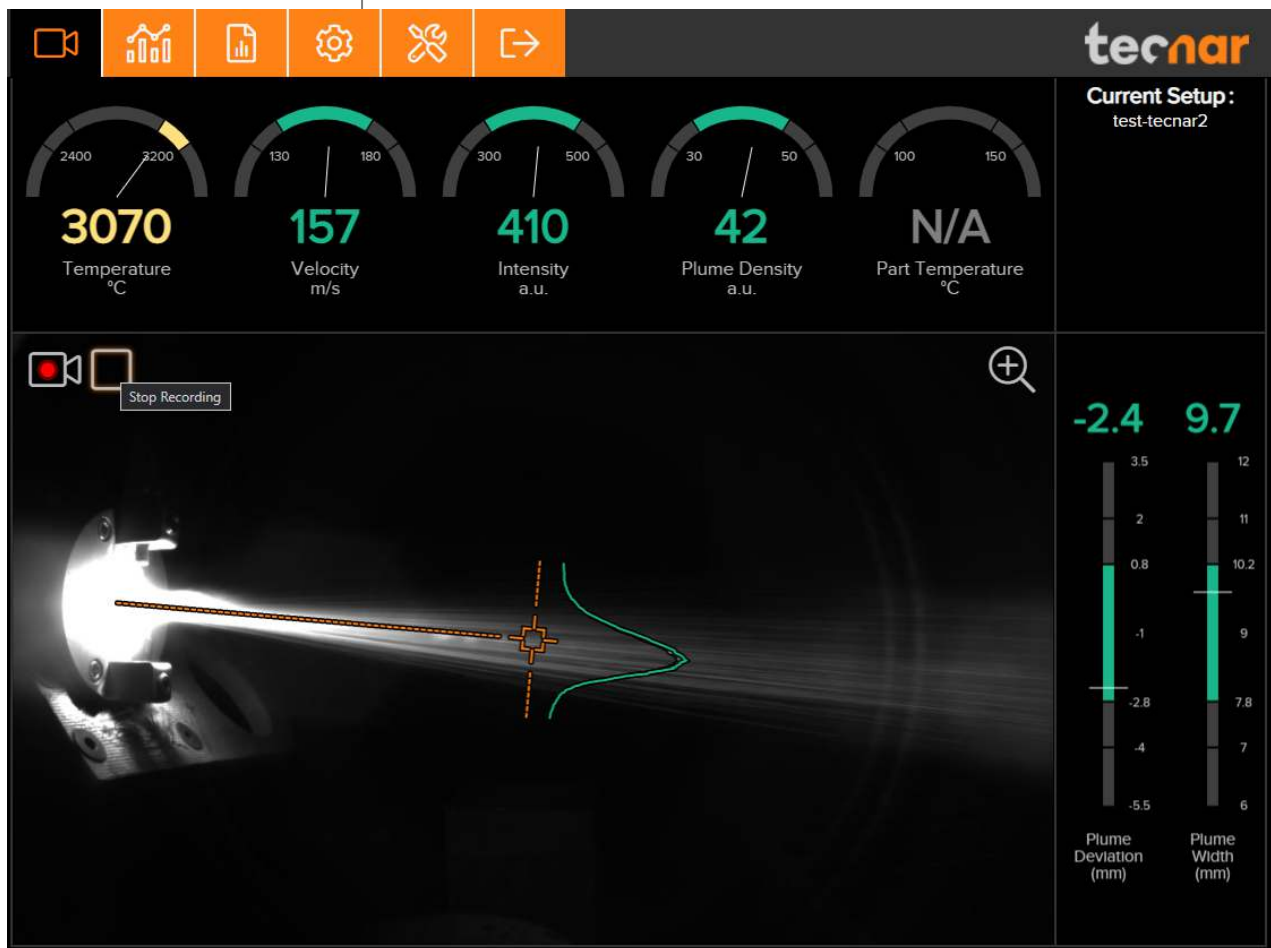 tecnar
Current Setup :
test-tecnar2
2400
3200
3070
Temperature
°C
130
180
157
Velocity
m/s
300
500
410
Intensity
a.u.
30
50
42
Plume Density
a.u.
100
150
N/A
Part Temperature
°C
Stop Recording
-2.4
9.7
3.5
2
0.8
-1
-2.8
-4
-5.5
12
11
10.2
9
7.8
7
6
Plume
Deviation
(mm)
Plume
Width
(mm)